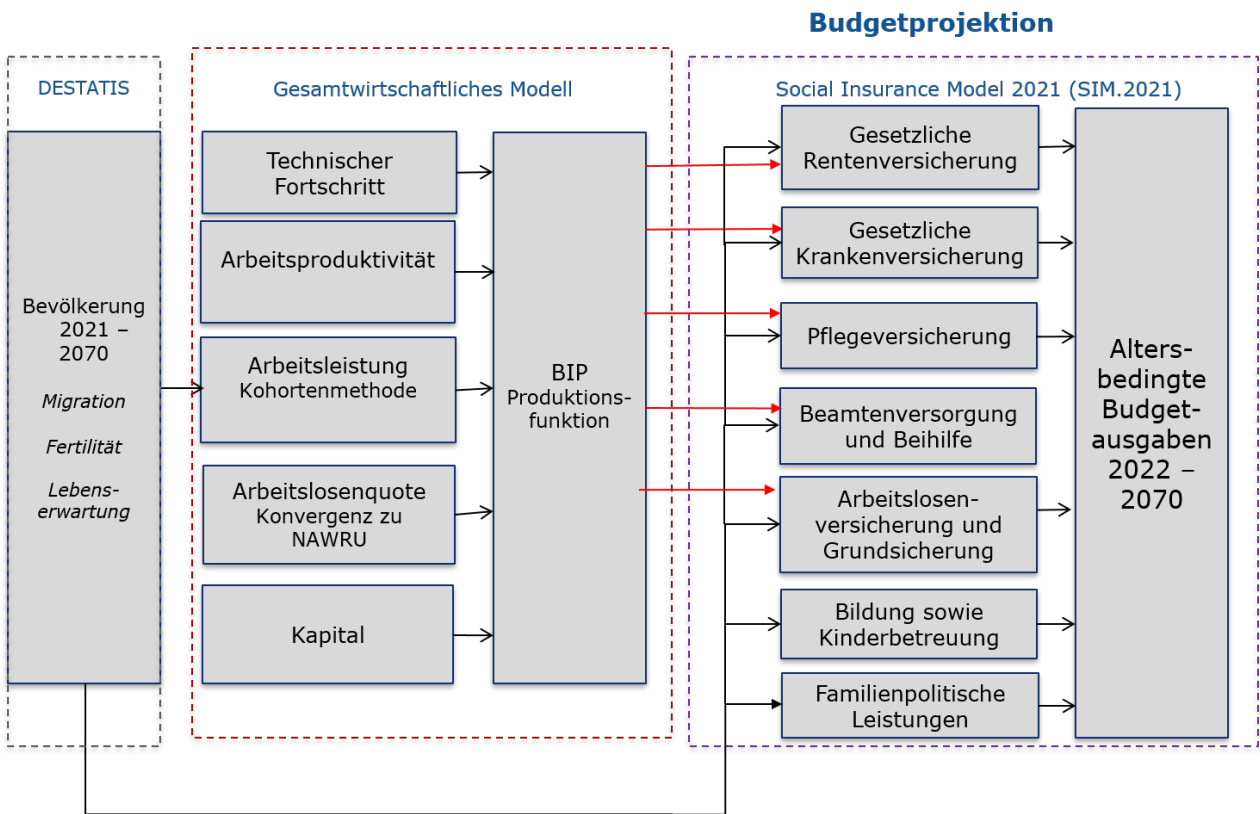 Budgetprojektion
DESTATIS
Bevölkerung
2021 –
2070
Migration
Fertilität
Lebens-
erwartung
Gesamtwirtschaftliches Modell
Technischer
Fortschritt
Arbeitsproduktivität
Arbeitsleistung
Kohortenmethode
Arbeitslosenquote
Konvergenz zu
NAWRU
Kapital
BIP
Produktions-
funktion
Social Insurance Model 2021 (SIM.2021)
Gesetzliche
Rentenversicherung
Gesetzliche
Krankenversicherung
Pflegeversicherung
Beamtenversorgung
und Beihilfe
Arbeitslosen-
versicherung und
Grundsicherung
Bildung sowie
Kinderbetreuung
Familienpolitische
Leistungen
Alters-
bedingte
Budget-
ausgaben
2022 –
2070